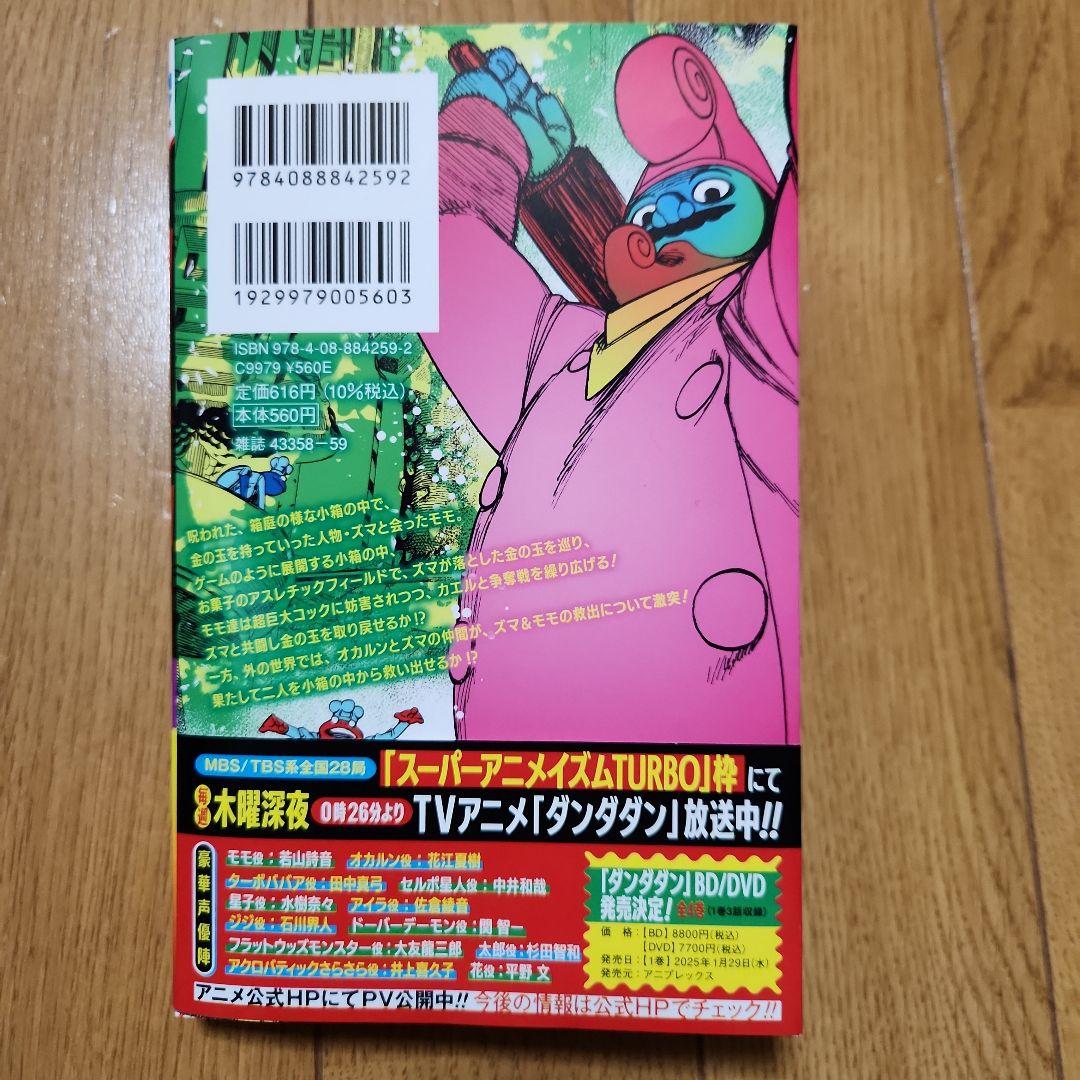 9784088842592
1929979005603
ISBN 978-4-08-884259-2
C9979 ¥560E
定価616円(10%税込)
本体560円
雑誌 43358-59
呪われた、箱庭の様な小箱の中で、
金の玉を持っていった人物・ズマと会ったモモ。
ゲームのように展開する小箱の中、
お菓子のアスレチックフィールドで、ズマが落とした金の玉を巡り、
モモ達は超巨大コックに妨害されつつ、カエルと争奪戦を繰り広げる!
ズマと共闘し金の玉を取り戻せるか!?
一方、外の世界では、オカルンとズマの仲間が、ズマ&モモの救出について激突!
果たして二人を小箱の中から救い出せるか!?
MBS/TBS系全国28局 「スーパーアニメイズムTURBO」枠にて
毎週木曜深夜 0時26分より TVアニメ「ダンダダン」放送中!!
豪華声優陣
モモ役:若山詩音 オカルン役:花江夏樹
ターボババア役:田中真弓 セルポ星人役:中井和哉
星子役:水樹奈々 アイラ役:佐倉綾音
ジジ役:石川界人 ドーバーデーモン役:関 智一
フラットウッズモンスター役:大友龍三郎 太郎役:杉田智和
アクロバティックさらさら役:井上喜久子 花役:平野 文
「ダンダダン」BD/DVD
発売決定! 全4巻(1巻3話収録)
価 格:【BD】8800円(税込)
【DVD】7700円(税込)
発売日:【1巻】2025年1月29日(水)
発売元:アニプレックス
アニメ公式HPにてPV公開中!! 今後の情報は公式HPでチェック!!